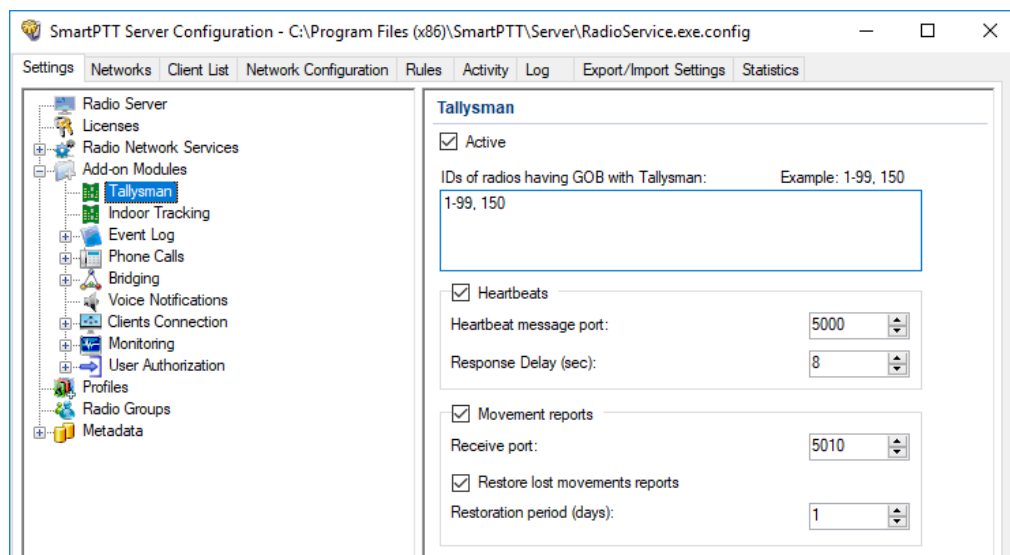 SmartPTT Server Configuration - C:\Program Files (x86)\SmartPTT\Server\RadioService.exe.config
Settings Networks Client List Network Configuration Rules Activity Log Export/Import Settings Statistics
Radio Server
Licenses
Radio Network Services
Add-on Modules
Tallysman
Indoor Tracking
Event Log
Phone Calls
Bridging
Voice Notifications
Clients Connection
Monitoring
User Authorization
Profiles
Radio Groups
Metadata
Tallysman
Active
IDs of radios having GOB with Tallysman: Example: 1-99, 150
1-99, 150
Heartbeats
Heartbeat message port: 5000
Response Delay (sec): 8
Movement reports
Receive port: 5010
Restore lost movements reports
Restoration period (days): 1